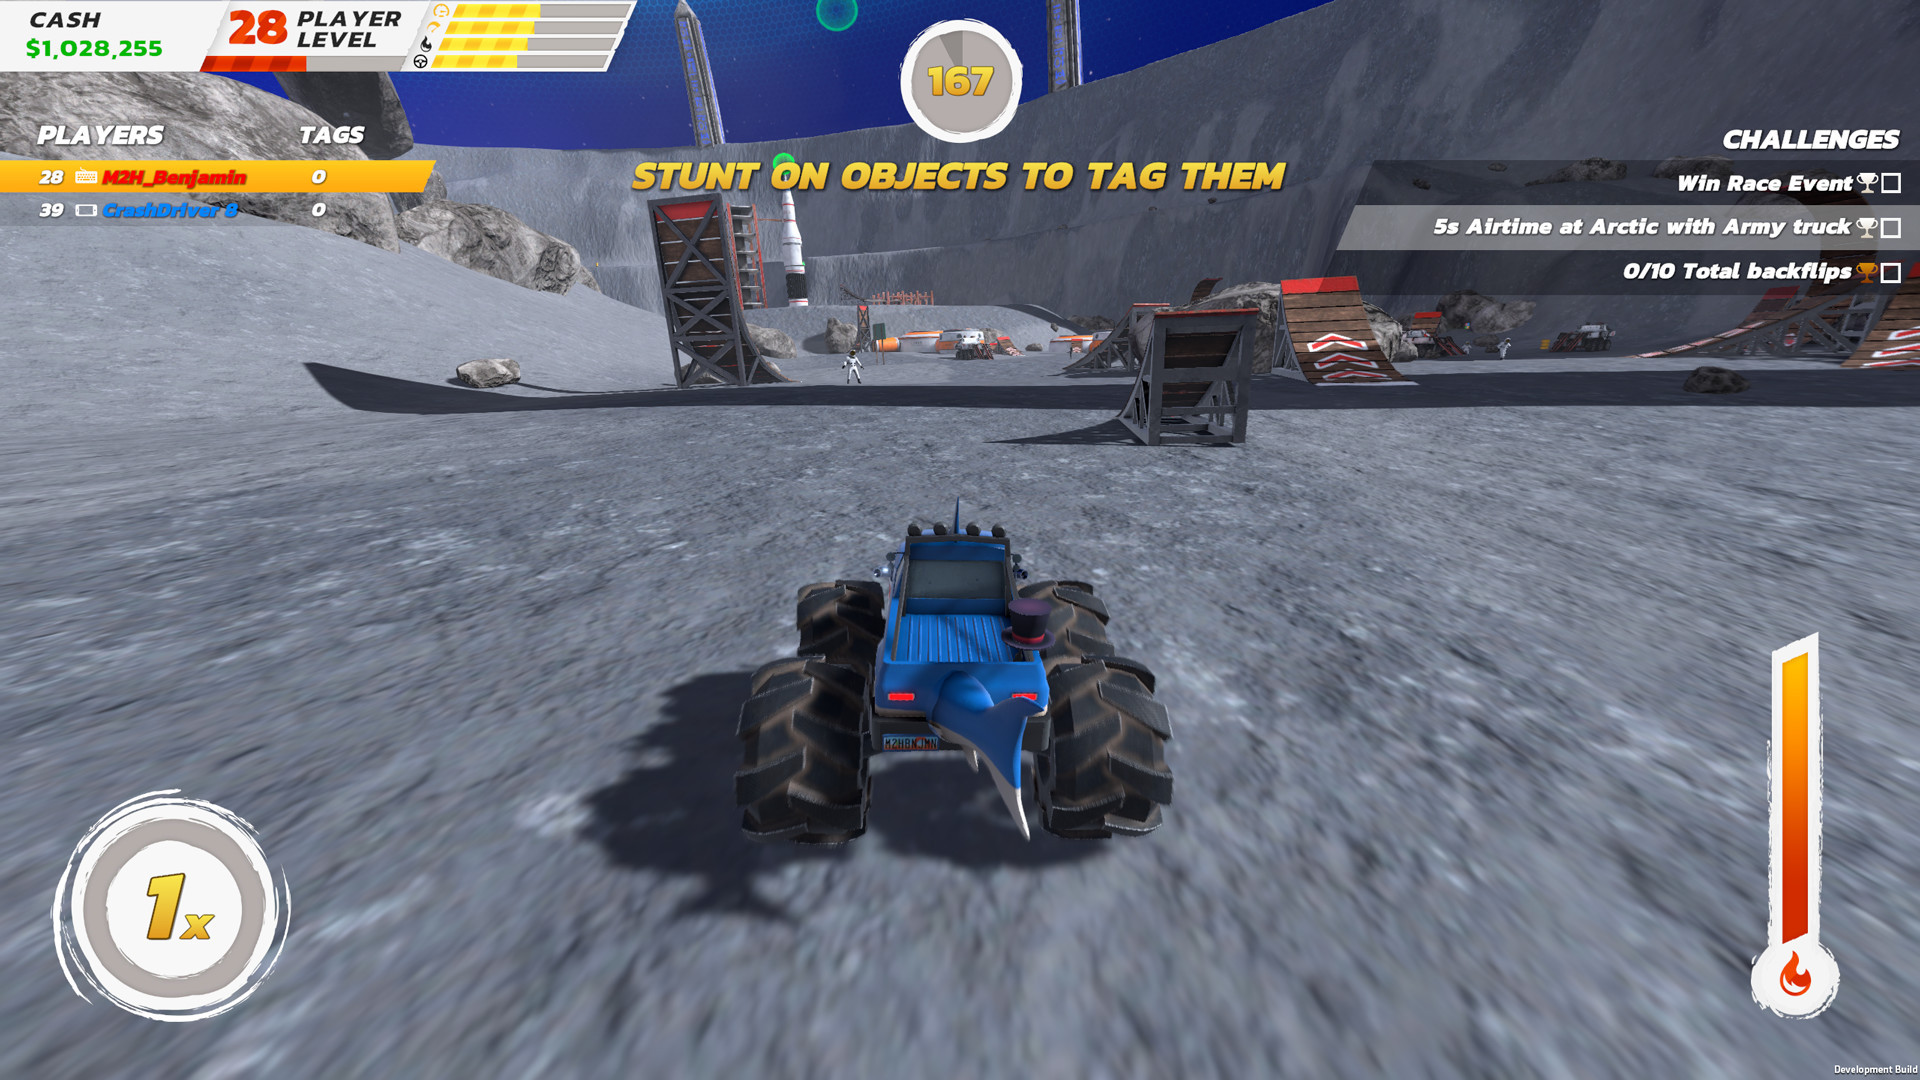 CASH
$1,028,255
28 PLAYER LEVEL
167
PLAYERS TAGS
28 M2H_Benjamin 0
39 CrashDriver 8 0
STUNT ON OBJECTS TO TAG THEM
CHALLENGES
Win Race Event
5s Airtime at Arctic with Army truck
0/10 Total backflips
M2HBNJMN
1x
Development Build